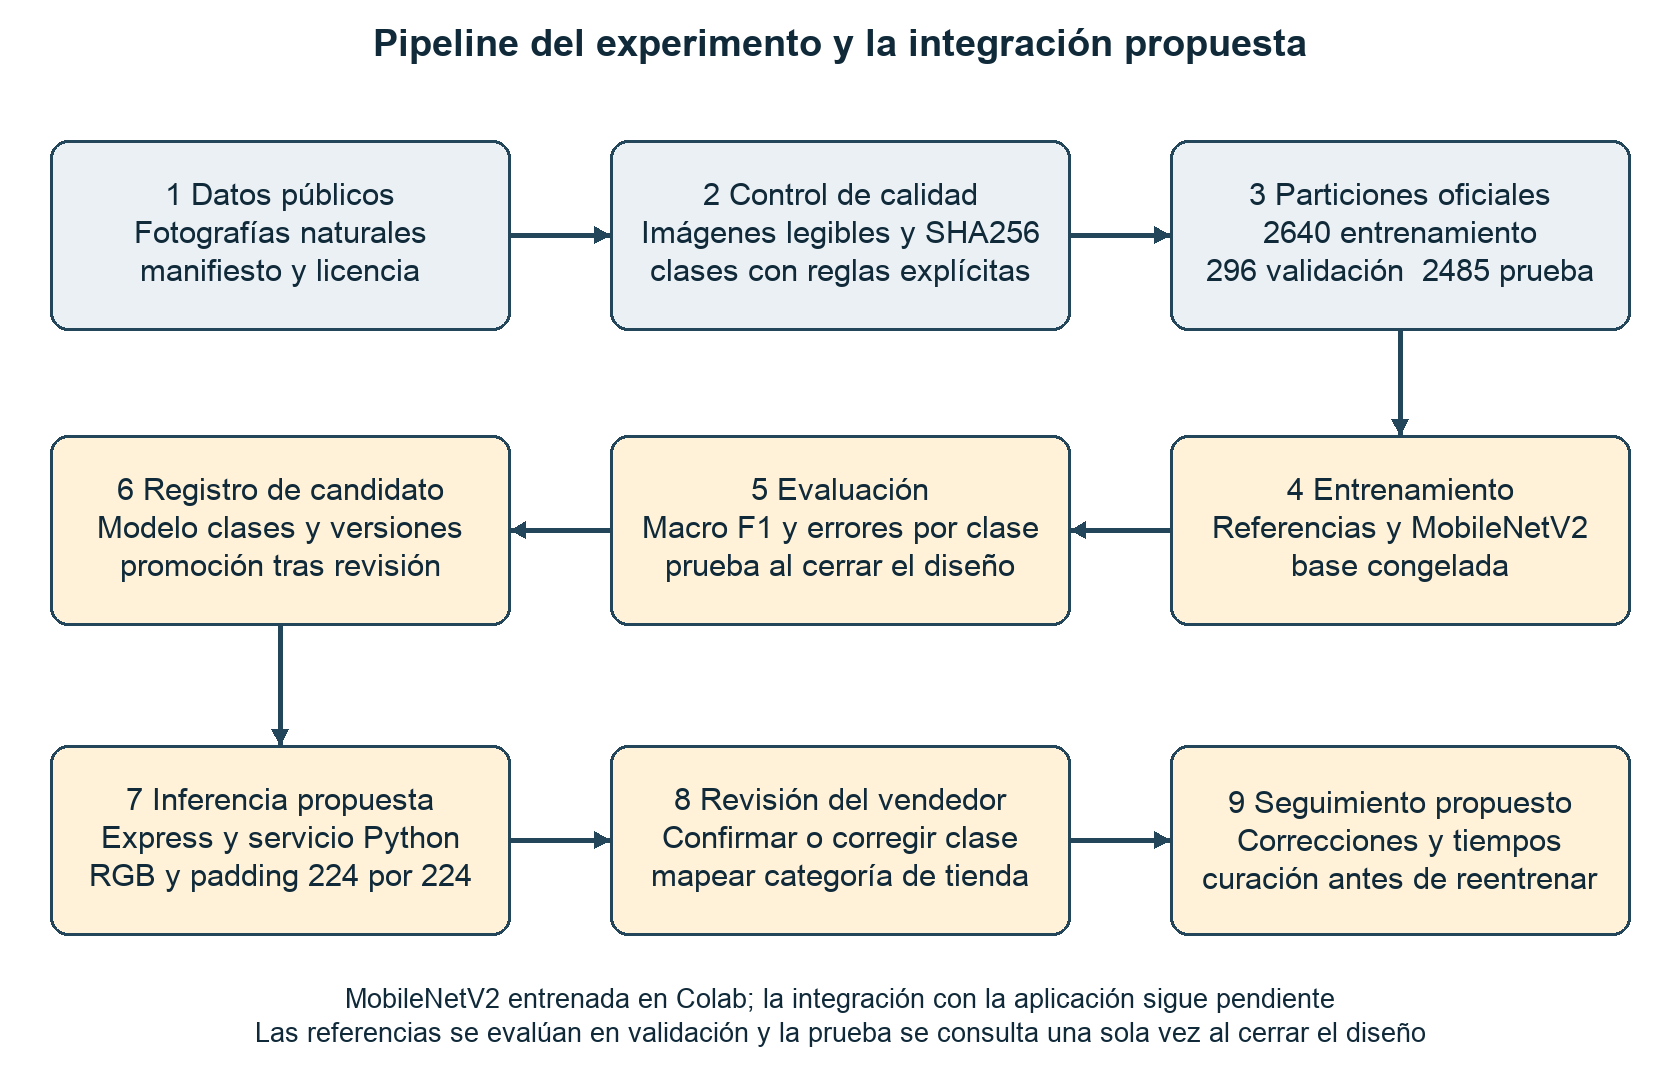 Pipeline del experimento y la integración propuesta
1 Datos públicos
Fotografías naturales
manifiesto y licencia
2 Control de calidad
Imágenes legibles y SHA256
clases con reglas explícitas
3 Particiones oficiales
2640 entrenamiento
296 validación  2485 prueba
4 Entrenamiento
Referencias y MobileNetV2
base congelada
5 Evaluación
Macro F1 y errores por clase
prueba al cerrar el diseño
6 Registro de candidato
Modelo clases y versiones
promoción tras revisión
7 Inferencia propuesta
Express y servicio Python
RGB y padding 224 por 224
8 Revisión del vendedor
Confirmar o corregir clase
mapear categoría de tienda
9 Seguimiento propuesto
Correcciones y tiempos
curación antes de reentrenar
MobileNetV2 entrenada en Colab; la integración con la aplicación sigue pendiente
Las referencias se evalúan en validación y la prueba se consulta una sola vez al cerrar el diseño